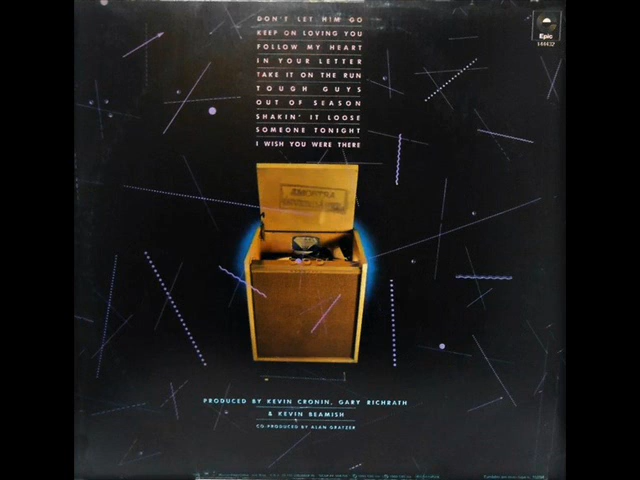 DON'T LET HIM GO
KEEP ON LOVING YOU
FOLLOW MY HEART
IN YOUR LETTER
TAKE IT ON THE RUN
TOUGH GUYS
OUT OF SEASON
SHAKIN' IT LOOSE
SOMEONE TONIGHT
I WISH YOU WERE THERE
Epic
PRODUCED BY KEVIN CRONIN, GARY RICHRATH
& KEVIN BEAMISH
CO-PRODUCED BY ALAN GRATZER